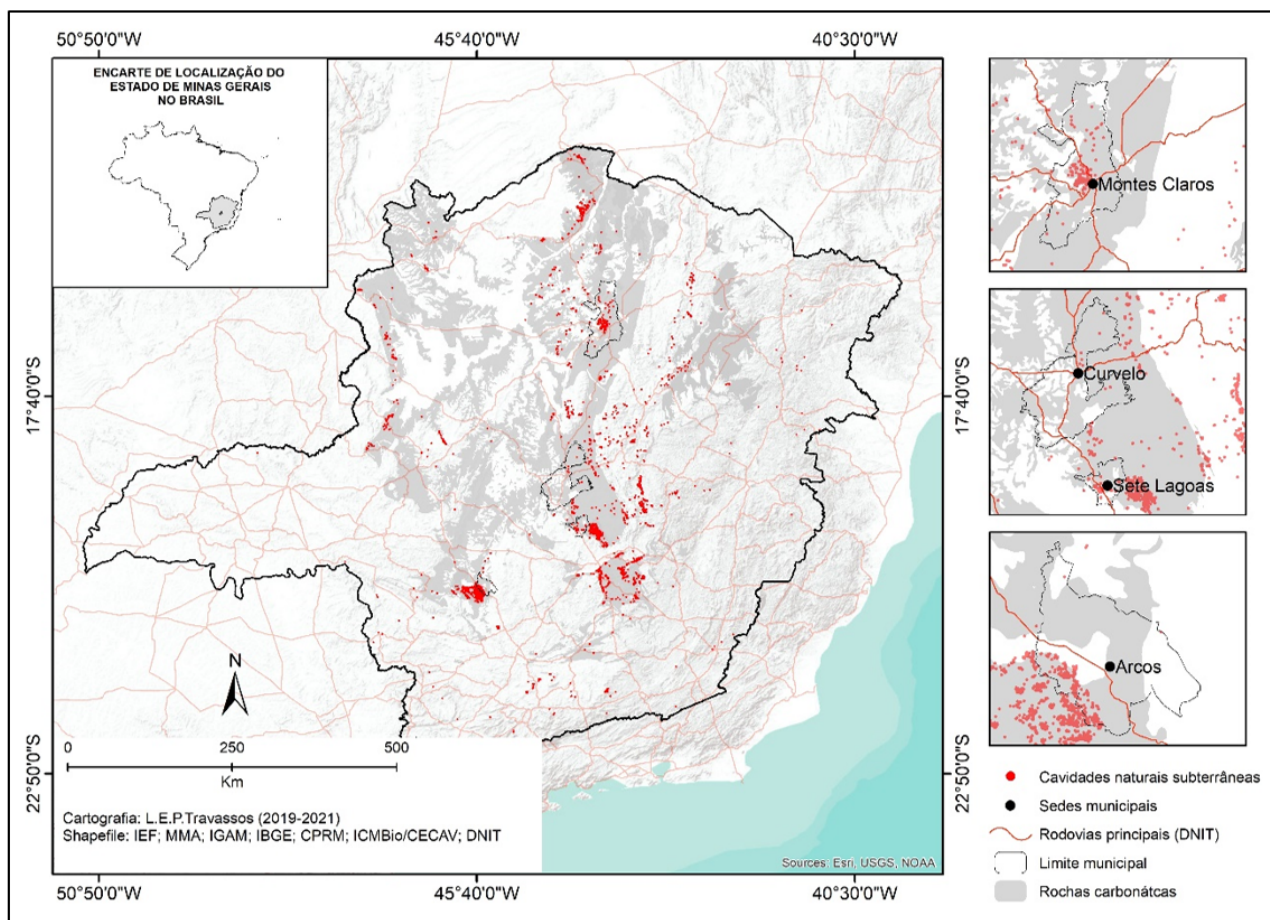 50°50'0"W 45°40'0"W 40°30'0"W
ENCARTE DE LOCALIZAÇÃO DO
ESTADO DE MINAS GERAIS
NO BRASIL
17°40'0"S
17°40'0"S
22°50'0"S
22°50'0"S
N
0 250 500
Km
Cartografia: L.E.P.Travassos (2019-2021)
Shapefile: IEF; MMA; IGAM; IBGE; CPRM; ICMBio/CECAV; DNIT
Sources: Esri, USGS, NOAA
50°50'0"W 45°40'0"W 40°30'0"W
Montes Claros
Curvelo
Sete Lagoas
Arcos
Cavidades naturais subterrâneas
Sedes municipais
Rodovias principais (DNIT)
Limite municipal
Rochas carbonátcas